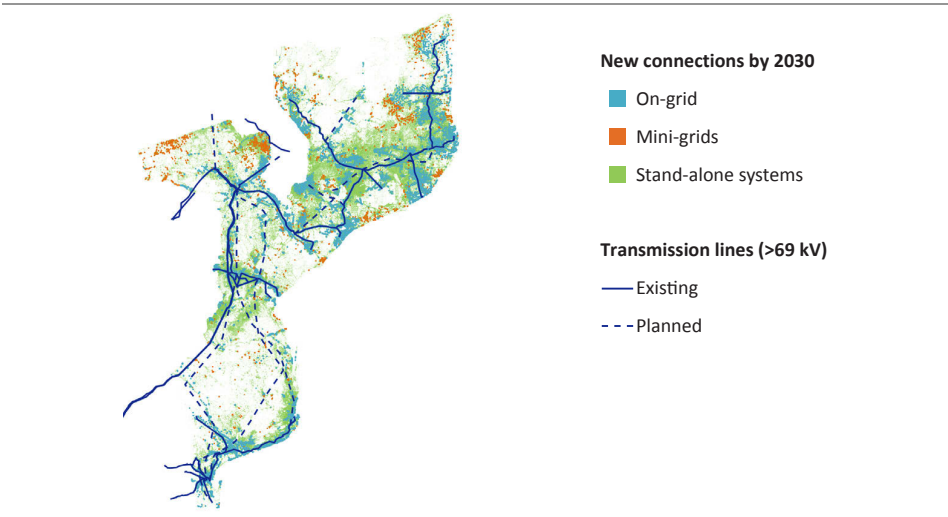 New connections by 2030
On-grid
Mini-grids
Stand-alone systems
Transmission lines (>69 kV)
Existing
Planned